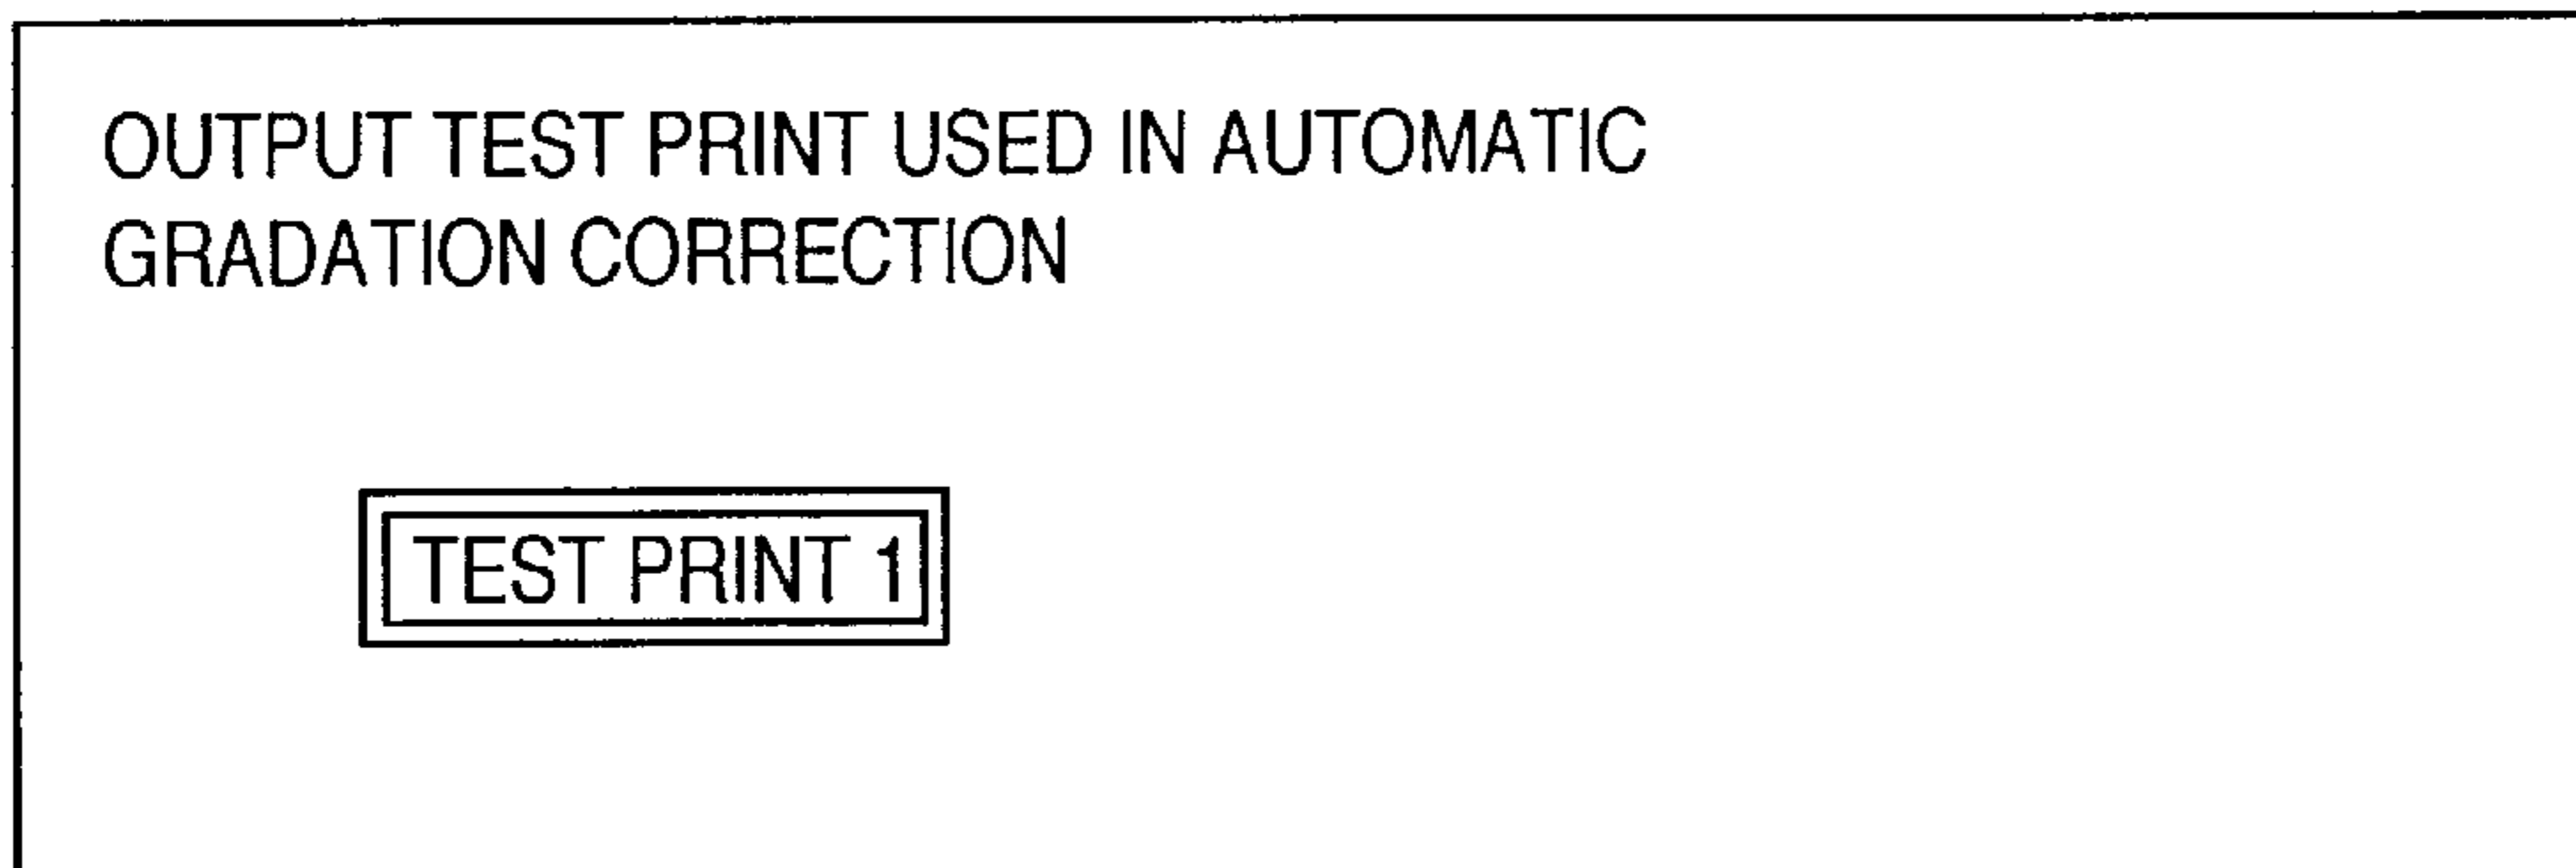 OUTPUT TEST PRINT USED IN AUTOMATIC
GRADATION CORRECTION
TEST PRINT 1